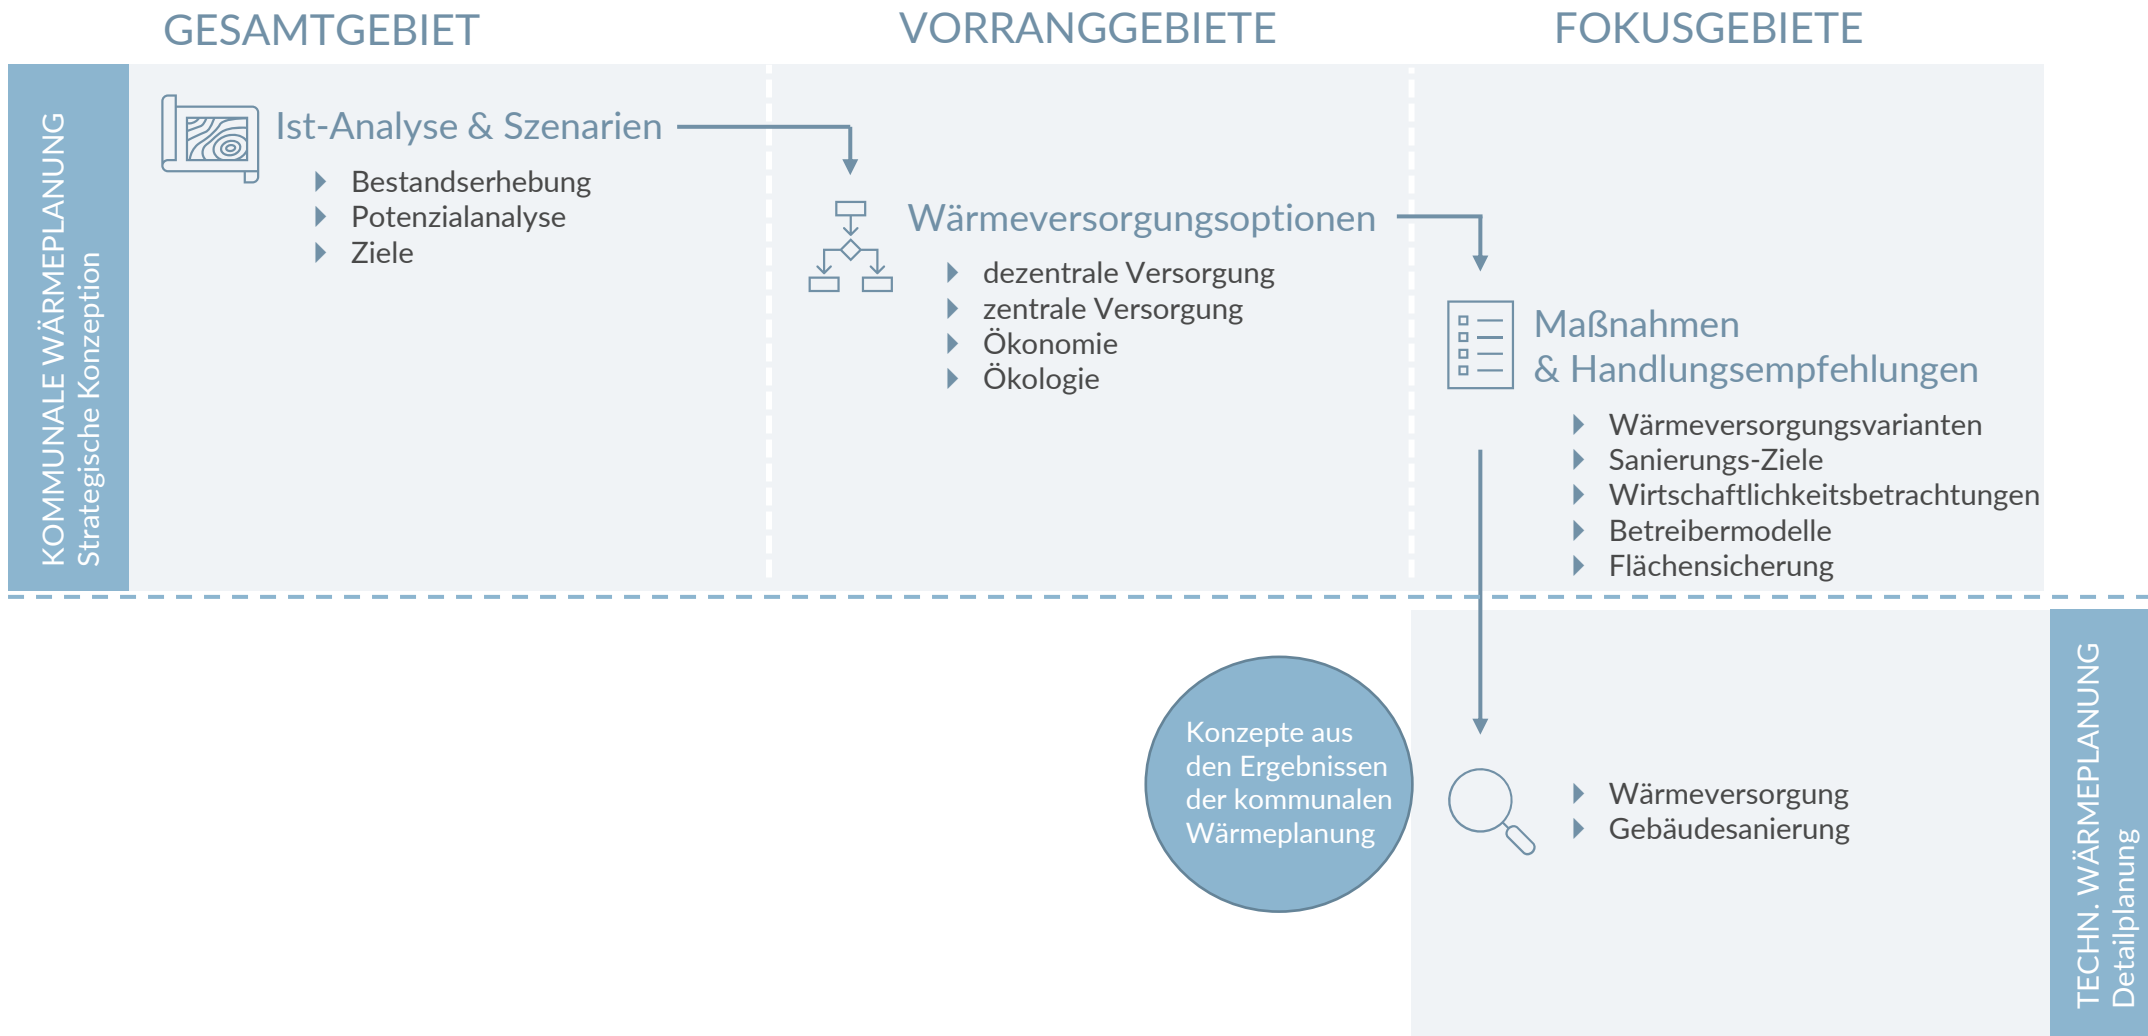 GESAMTGEBIET
VORRANGGEBIETE
FOKUSGEBIETE
KOMMUNALE WÄRMEPLANUNG
Strategische Konzeption
Ist-Analyse & Szenarien
Bestandserhebung
Potenzialanalyse
Ziele
Wärmeversorgungsoptionen
dezentrale Versorgung
zentrale Versorgung
Ökonomie
Ökologie
Maßnahmen
& Handlungsempfehlungen
Wärmeversorgungsvarianten
Sanierungs-Ziele
Wirtschaftlichkeitsbetrachtungen
Betreibermodelle
Flächensicherung
Konzepte aus
den Ergebnissen
der kommunalen
Wärmeplanung
Wärmeversorgung
Gebäudesanierung
TECHN. WÄRMEPLANUNG
Detailplanung